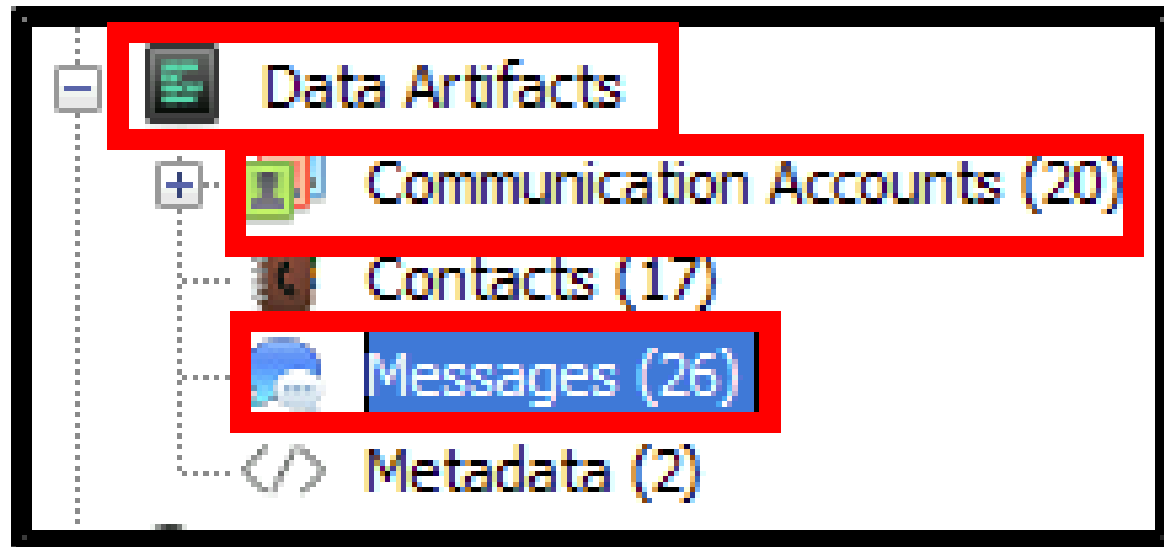 Data Artifacts
Communication Accounts (20)
Contacts (17)
Messages (26)
Metadata (2)